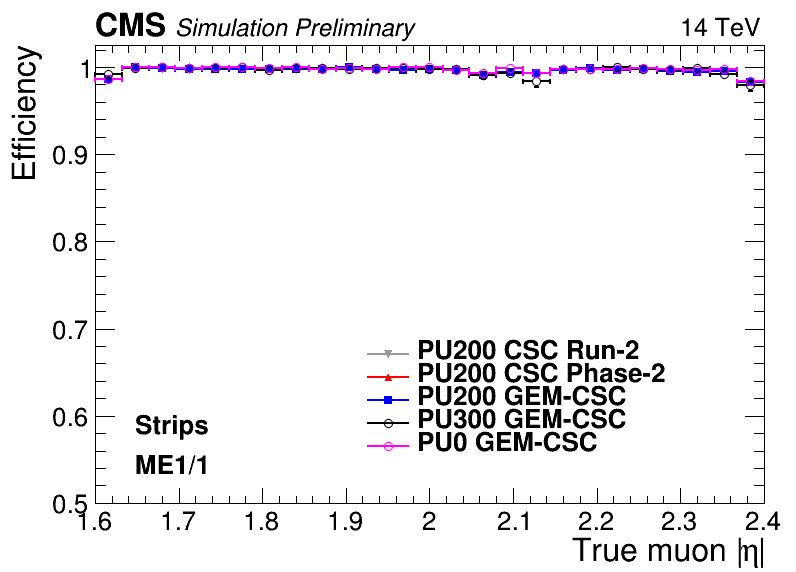 CMS Simulation Preliminary 14 TeV
Efficiency
1
0.9
0.8
0.7
0.6
0.5
PU200 CSC Run-2
PU200 CSC Phase-2
PU200 GEM-CSC
PU300 GEM-CSC
PU0 GEM-CSC
Strips
ME1/1
1.6 1.7 1.8 1.9 2 2.1 2.2 2.3 2.4
True muon |η|